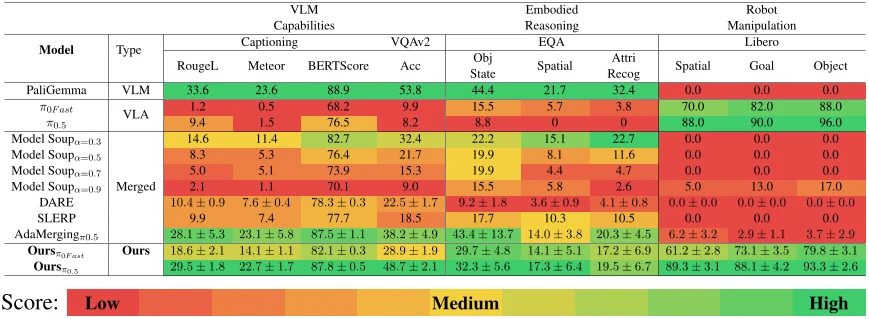 VLM Embodied Robot
Capabilities Reasoning Manipulation
Model Type Captioning VQAv2 EQA Libero
RougeL Meteor BERTScore Acc Obj State Spatial Attri Recog Spatial Goal Object
PaliGemma VLM 33.6 23.6 88.9 53.8 44.4 21.7 32.4 0.0 0.0 0.0
π0Fast VLA 1.2 0.5 68.2 9.9 15.5 5.7 3.8 70.0 82.0 88.0
π0.5 9.4 1.5 76.5 8.2 8.8 0 0 88.0 90.0 96.0
Model Soupα=0.3 Merged 14.6 11.4 82.7 32.4 22.2 15.1 22.7 0.0 0.0 0.0
Model Soupα=0.5 8.3 5.3 76.4 21.7 19.9 8.1 11.6 0.0 0.0 0.0
Model Soupα=0.7 5.0 5.1 73.9 15.3 19.9 4.4 4.7 0.0 0.0 0.0
Model Soupα=0.9 2.1 1.1 70.1 9.0 15.5 5.8 2.6 5.0 13.0 17.0
DARE 10.4 ± 0.9 7.6 ± 0.4 78.3 ± 0.3 22.5 ± 1.7 9.2 ± 1.8 3.6 ± 0.9 4.1 ± 0.8 0.0 ± 0.0 0.0 ± 0.0 0.0 ± 0.0
SLERP 9.9 7.4 77.7 18.5 17.7 10.3 10.5 0.0 0.0 0.0
AdaMergingπ0.5 28.1 ± 5.3 23.1 ± 5.8 87.5 ± 1.1 38.2 ± 4.9 43.4 ± 13.7 14.0 ± 3.8 20.3 ± 4.5 6.2 ± 3.2 2.9 ± 1.1 3.7 ± 2.9
Oursπ0Fast Ours 18.6 ± 2.1 14.1 ± 1.1 82.1 ± 0.3 28.9 ± 1.9 29.7 ± 4.8 14.1 ± 5.1 17.2 ± 6.9 61.2 ± 2.8 73.1 ± 3.5 79.8 ± 3.1
Oursπ0.5 29.5 ± 1.8 22.7 ± 1.7 87.8 ± 0.5 48.7 ± 2.1 32.3 ± 5.6 17.3 ± 6.4 19.5 ± 6.7 89.3 ± 3.1 88.1 ± 4.2 93.3 ± 2.6
Score: Low Medium High